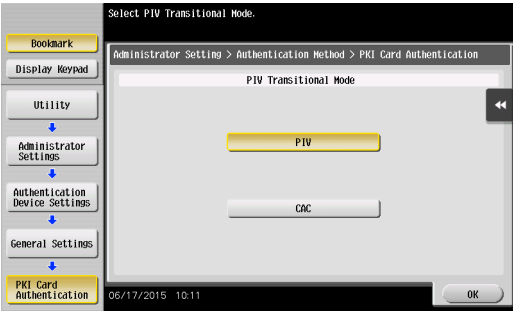 Select PIV Transitional Mode.
Bookmark
Display Keypad
Utility
Administrator
Settings
Authentication
Device Settings
General Settings
PKI Card
Authentication
Administrator Setting > Authentication Method > PKI Card Authentication
PIV Transitional Mode
PIV
CAC
06/17/2015 10:11
OK